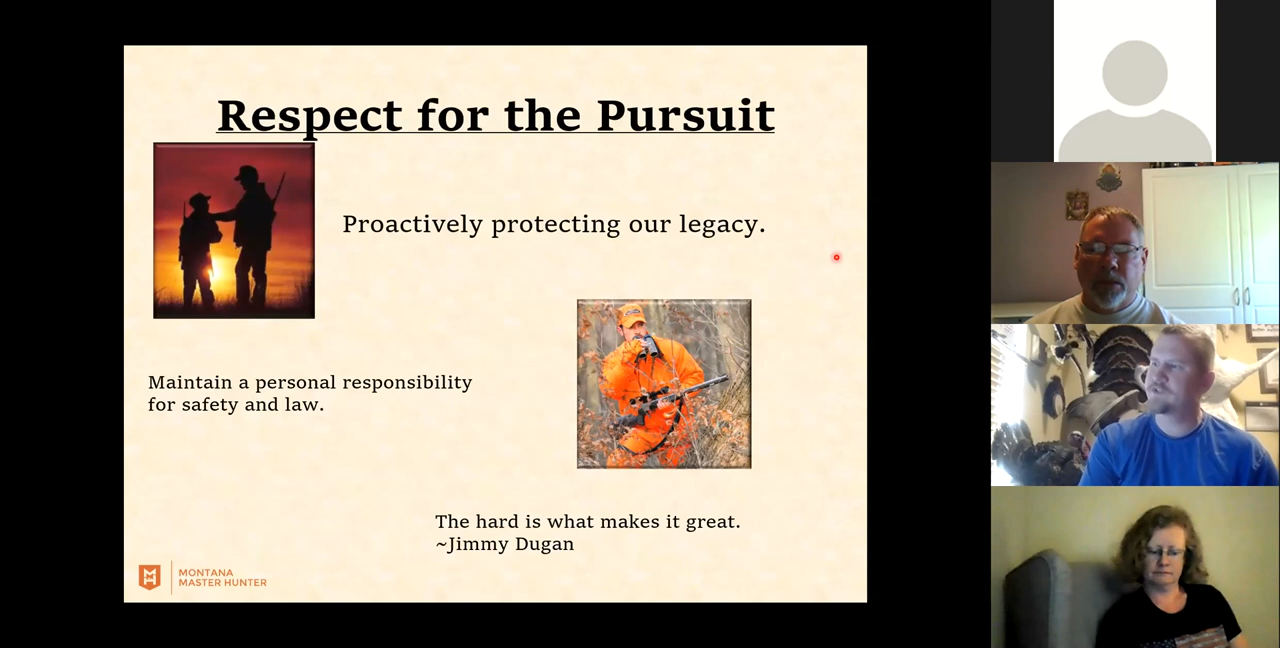 Respect for the Pursuit
Proactively protecting our legacy.
Maintain a personal responsibility
for safety and law.
The hard is what makes it great.
~Jimmy Dugan
MONTANA
MASTER HUNTER